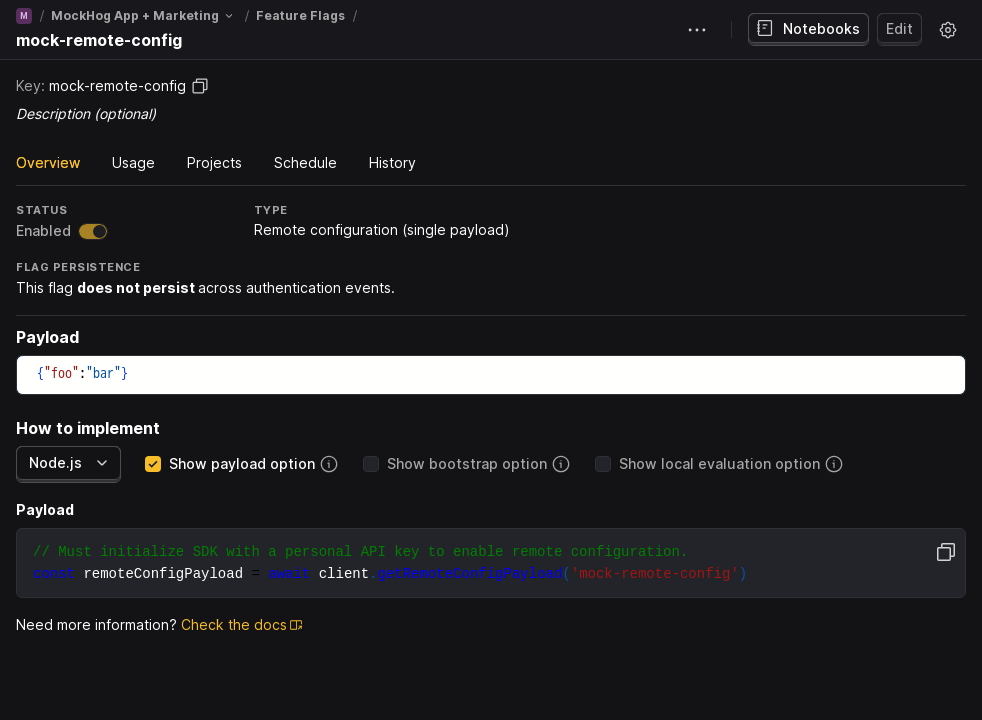 M / MockHog App + Marketing / Feature Flags /
mock-remote-config
Notebooks
Edit
Key: mock-remote-config
Description (optional)
Overview Usage Projects Schedule History
STATUS
Enabled
TYPE
Remote configuration (single payload)
FLAG PERSISTENCE
This flag does not persist across authentication events.
Payload
{"foo":"bar"}
How to implement
Node.js Show payload option Show bootstrap option Show local evaluation option
Payload
// Must initialize SDK with a personal API key to enable remote configuration.
const remoteConfigPayload = await client.getRemoteConfigPayload('mock-remote-config')
Need more information? Check the docs